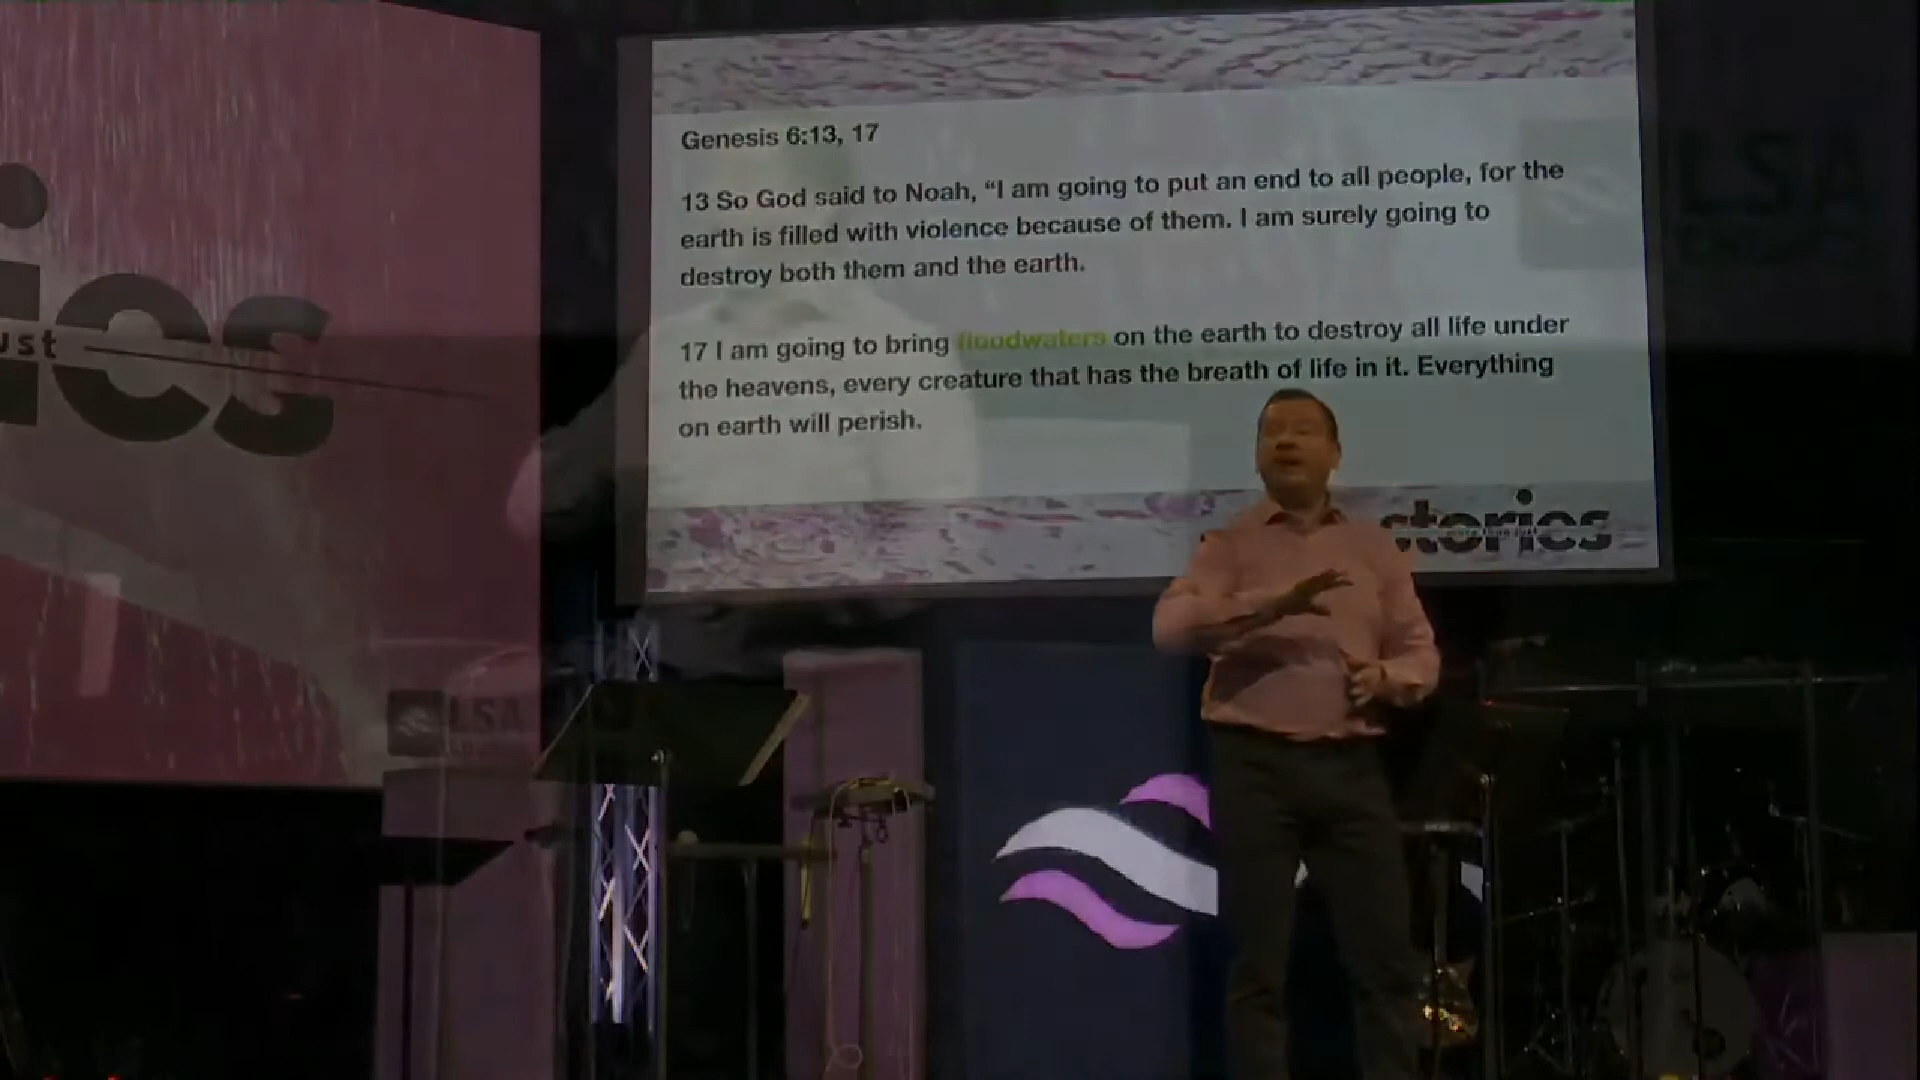 Genesis 6:13, 17
13 So God said to Noah, “I am going to put an end to all people, for the
earth is filled with violence because of them. I am surely going to
destroy both them and the earth.
17 I am going to bring floodwaters on the earth to destroy all life under
the heavens, every creature that has the breath of life in it. Everything
on earth will perish.
stories
ics
ust
LSA
LSA